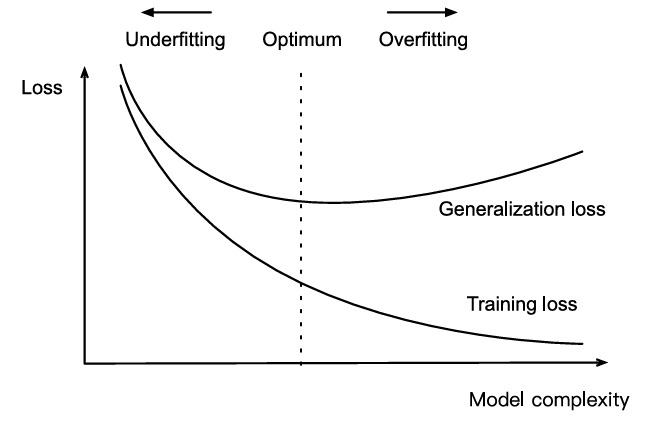 Underfitting Optimum Overfitting
Loss
Generalization loss
Training loss
Model complexity